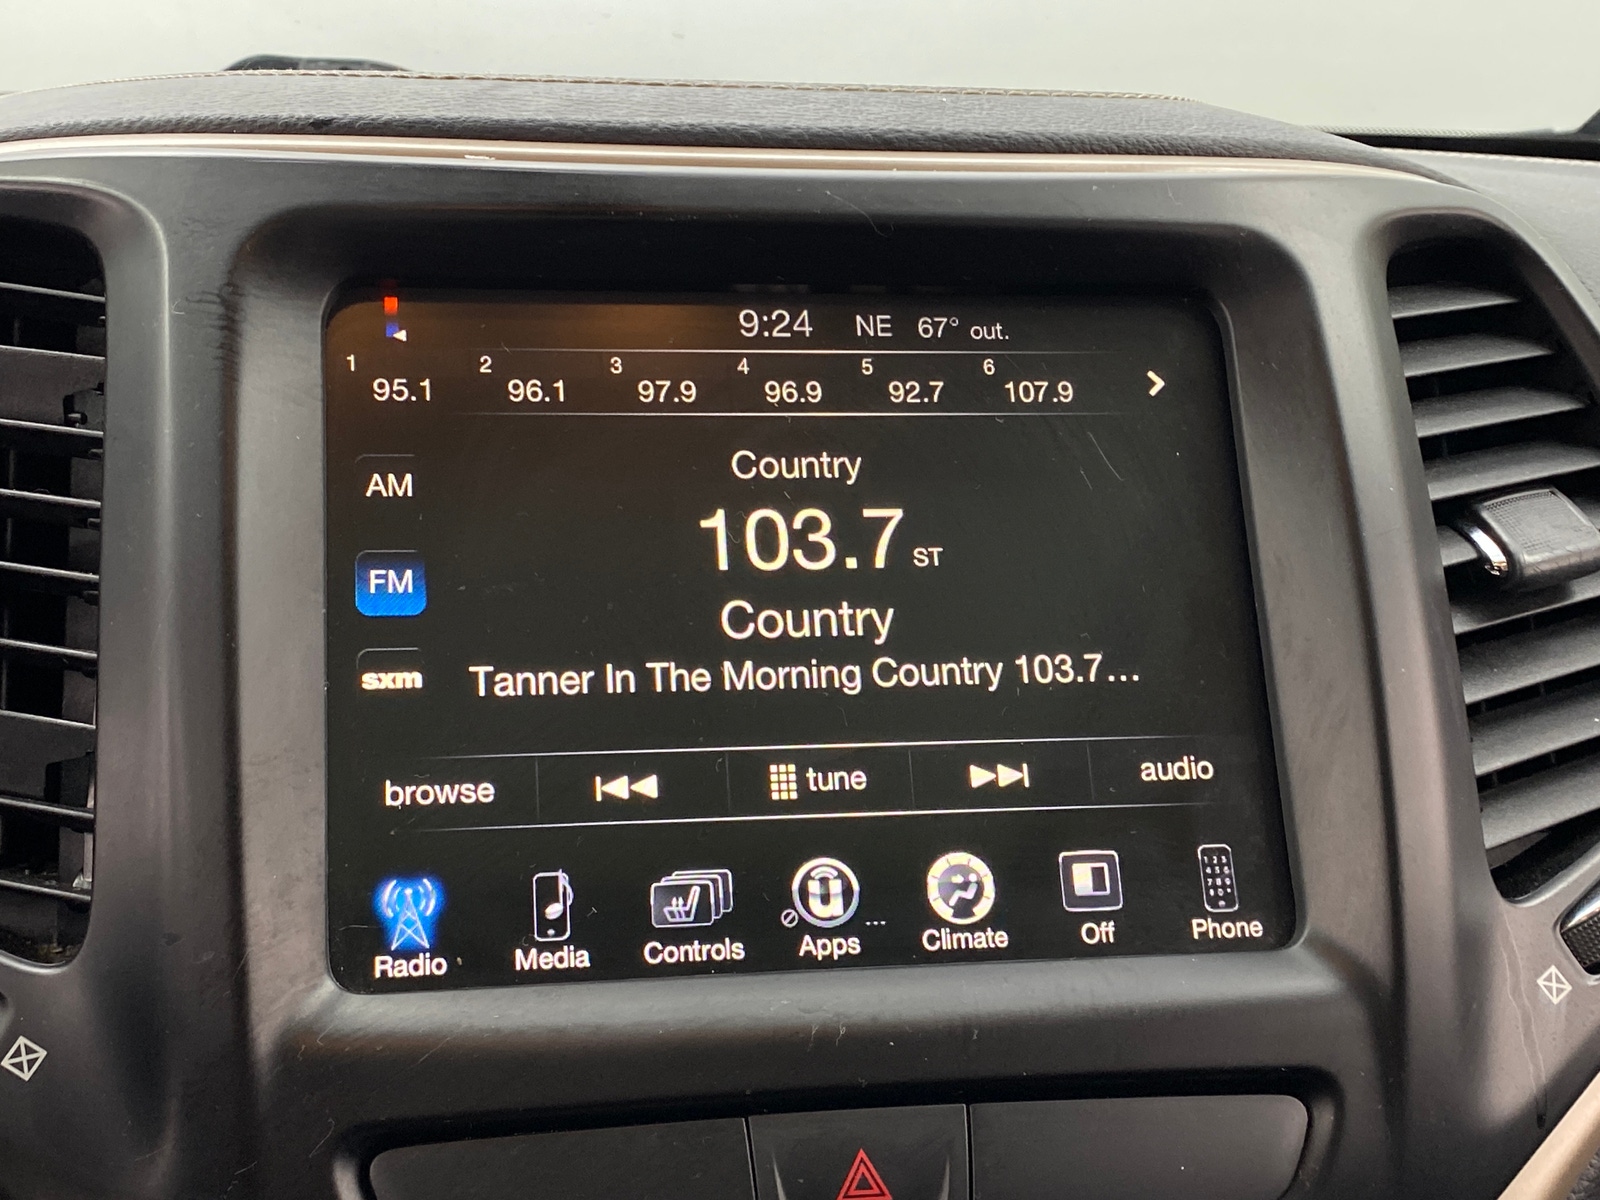 9:24 NE 67° out.
1 95.1 2 96.1 3 97.9 4 96.9 5 92.7 6 107.9
AM
Country
103.7 ST
FM
Country
sxm
Tanner In The Morning Country 103.7...
browse tune audio
Radio Media Controls Apps Climate Off Phone